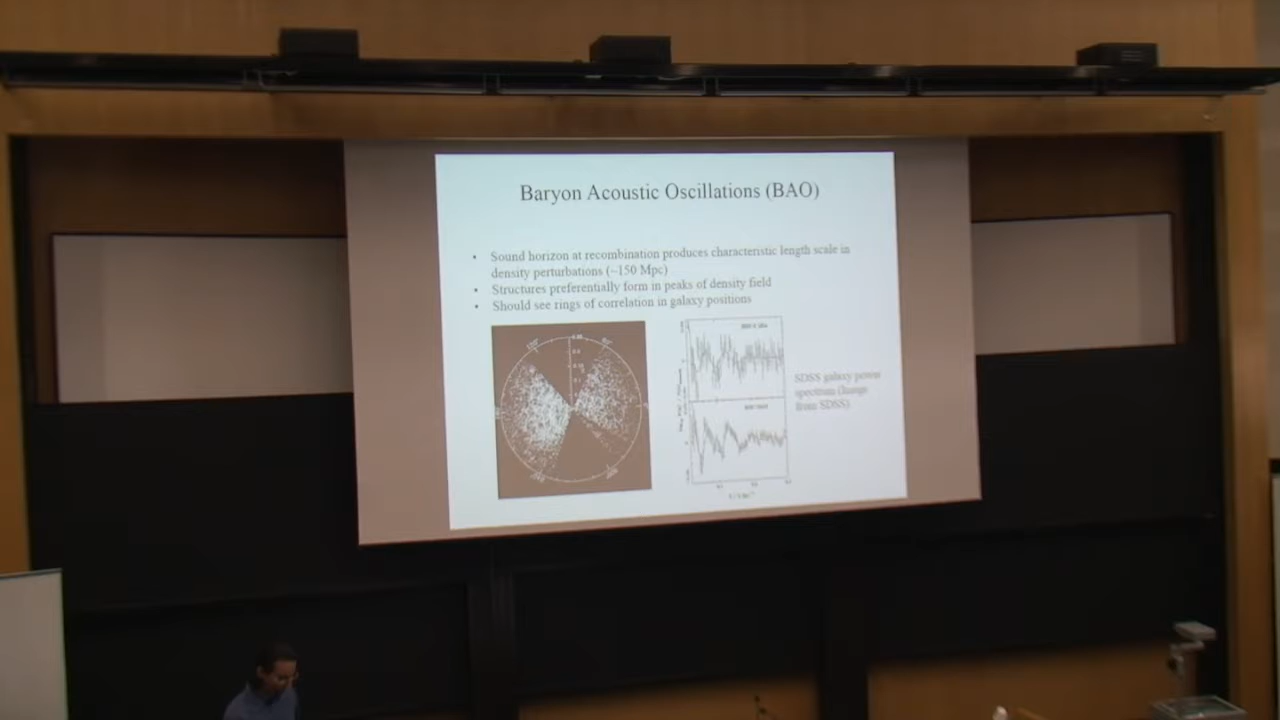 Baryon Acoustic Oscillations (BAO)
• Sound horizon at recombination produces characteristic length scale in
density perturbations (~150 Mpc)
• Structures preferentially form in peaks of density field
• Should see rings of correlation in galaxy positions
SDSS galaxy power
spectrum (Image
from SDSS)